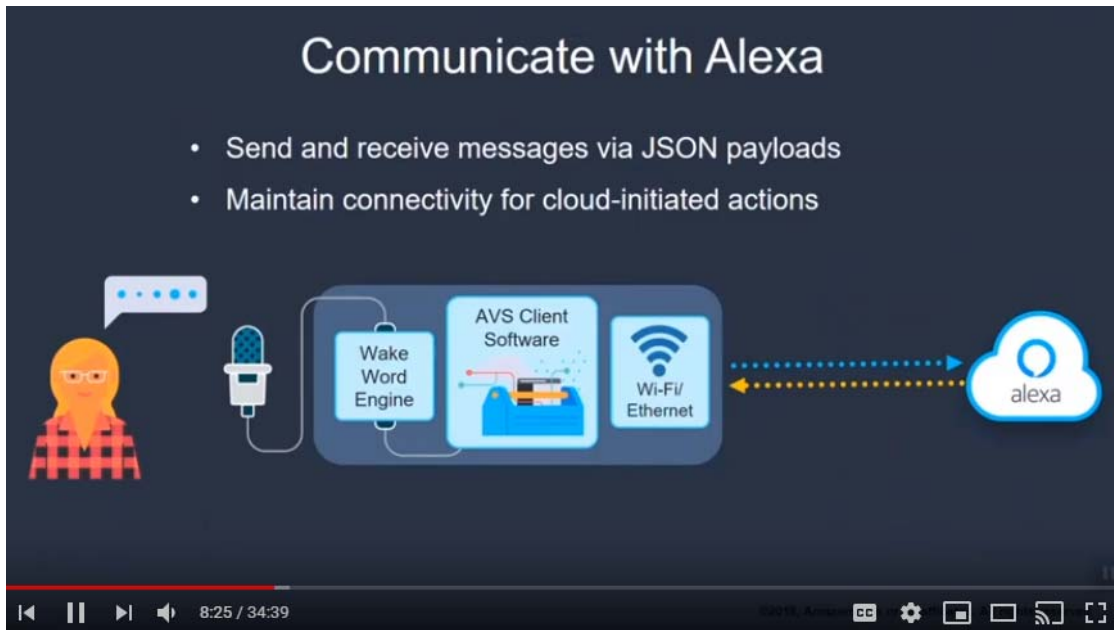 Communicate with Alexa
• Send and receive messages via JSON payloads
• Maintain connectivity for cloud-initiated actions
Wake
Word
Engine
AVS Client
Software
Wi-Fi/
Ethernet
alexa
8:25 / 34:39
CC